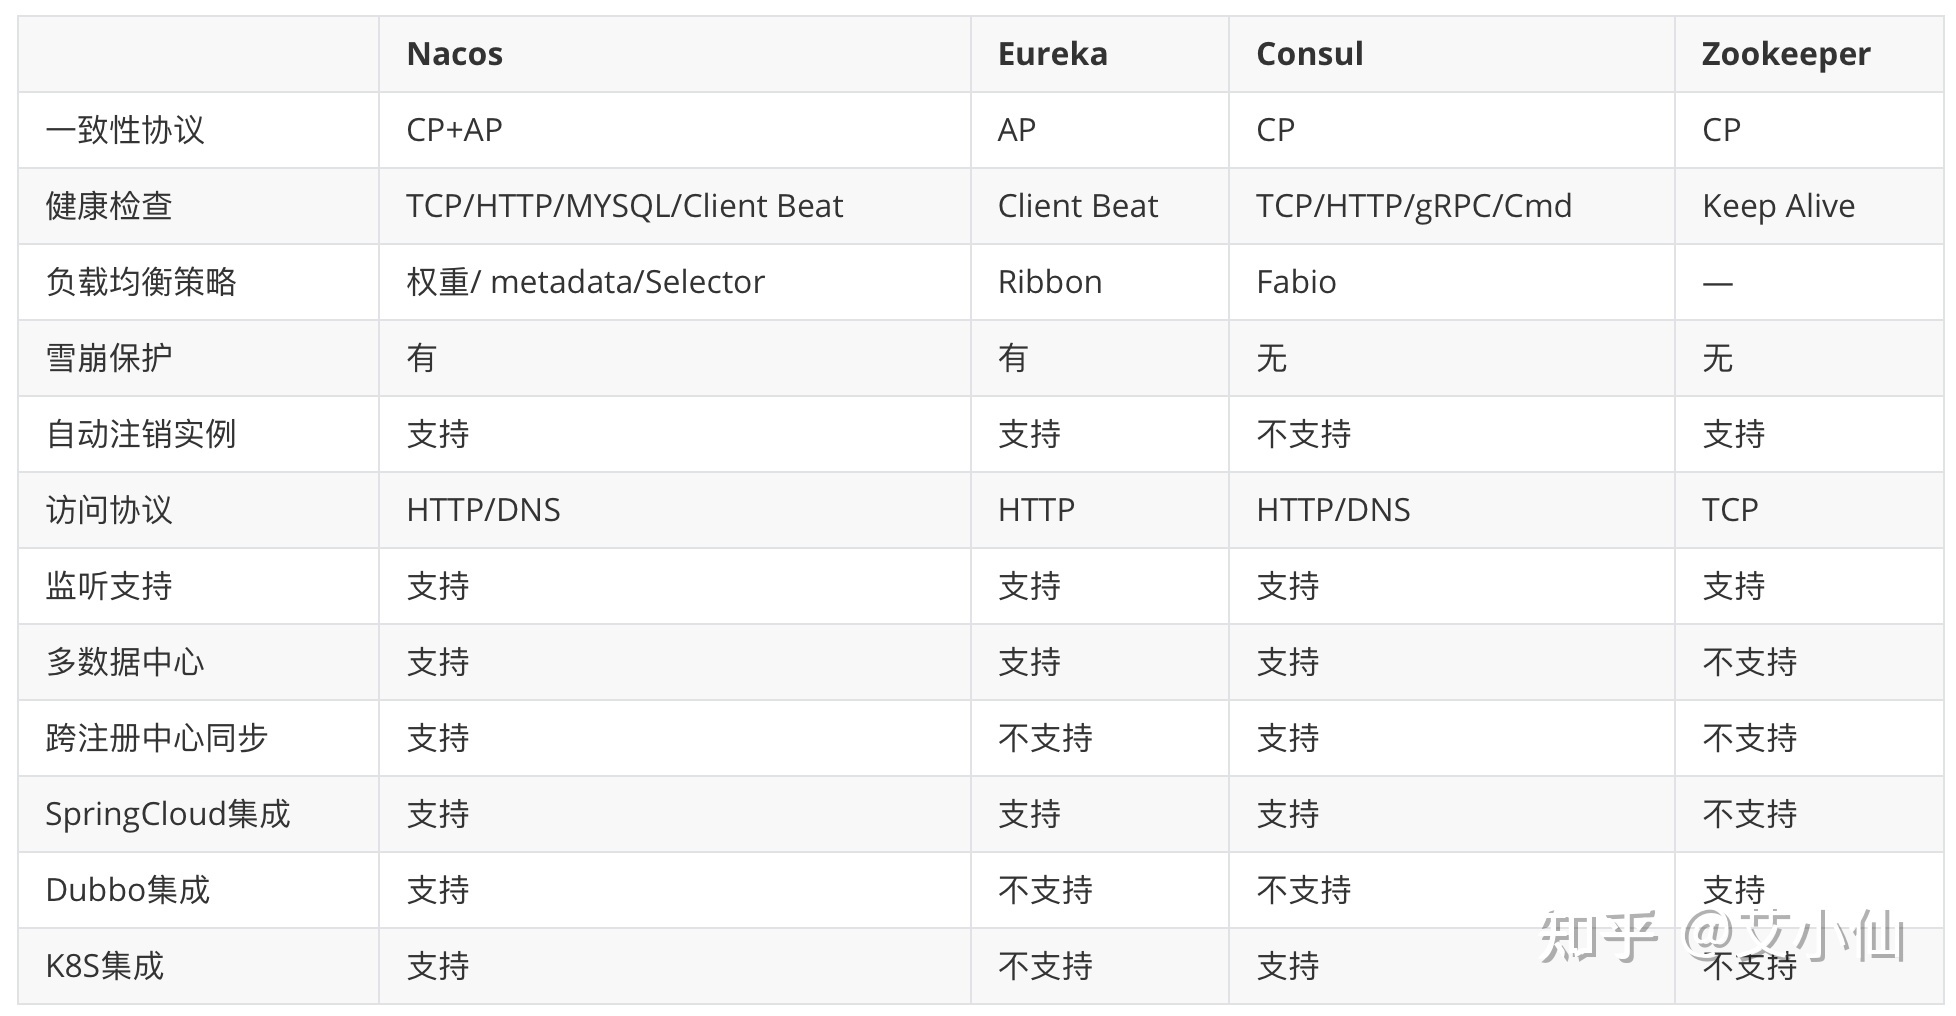 Nacos Eureka Consul Zookeeper
一致性协议 CP+AP AP CP CP
健康检查 TCP/HTTP/MYSQL/Client Beat Client Beat TCP/HTTP/gRPC/Cmd Keep Alive
负载均衡策略 权重/ metadata/Selector Ribbon Fabio —
雪崩保护 有 有 无 无
自动注销实例 支持 支持 不支持 支持
访问协议 HTTP/DNS HTTP HTTP/DNS TCP
监听支持 支持 支持 支持 支持
多数据中心 支持 支持 支持 不支持
跨注册中心同步 支持 不支持 支持 不支持
SpringCloud集成 支持 支持 支持 不支持
Dubbo集成 支持 不支持 不支持 支持
知乎 @艾小仙
K8S集成 支持 不支持 支持 不支持